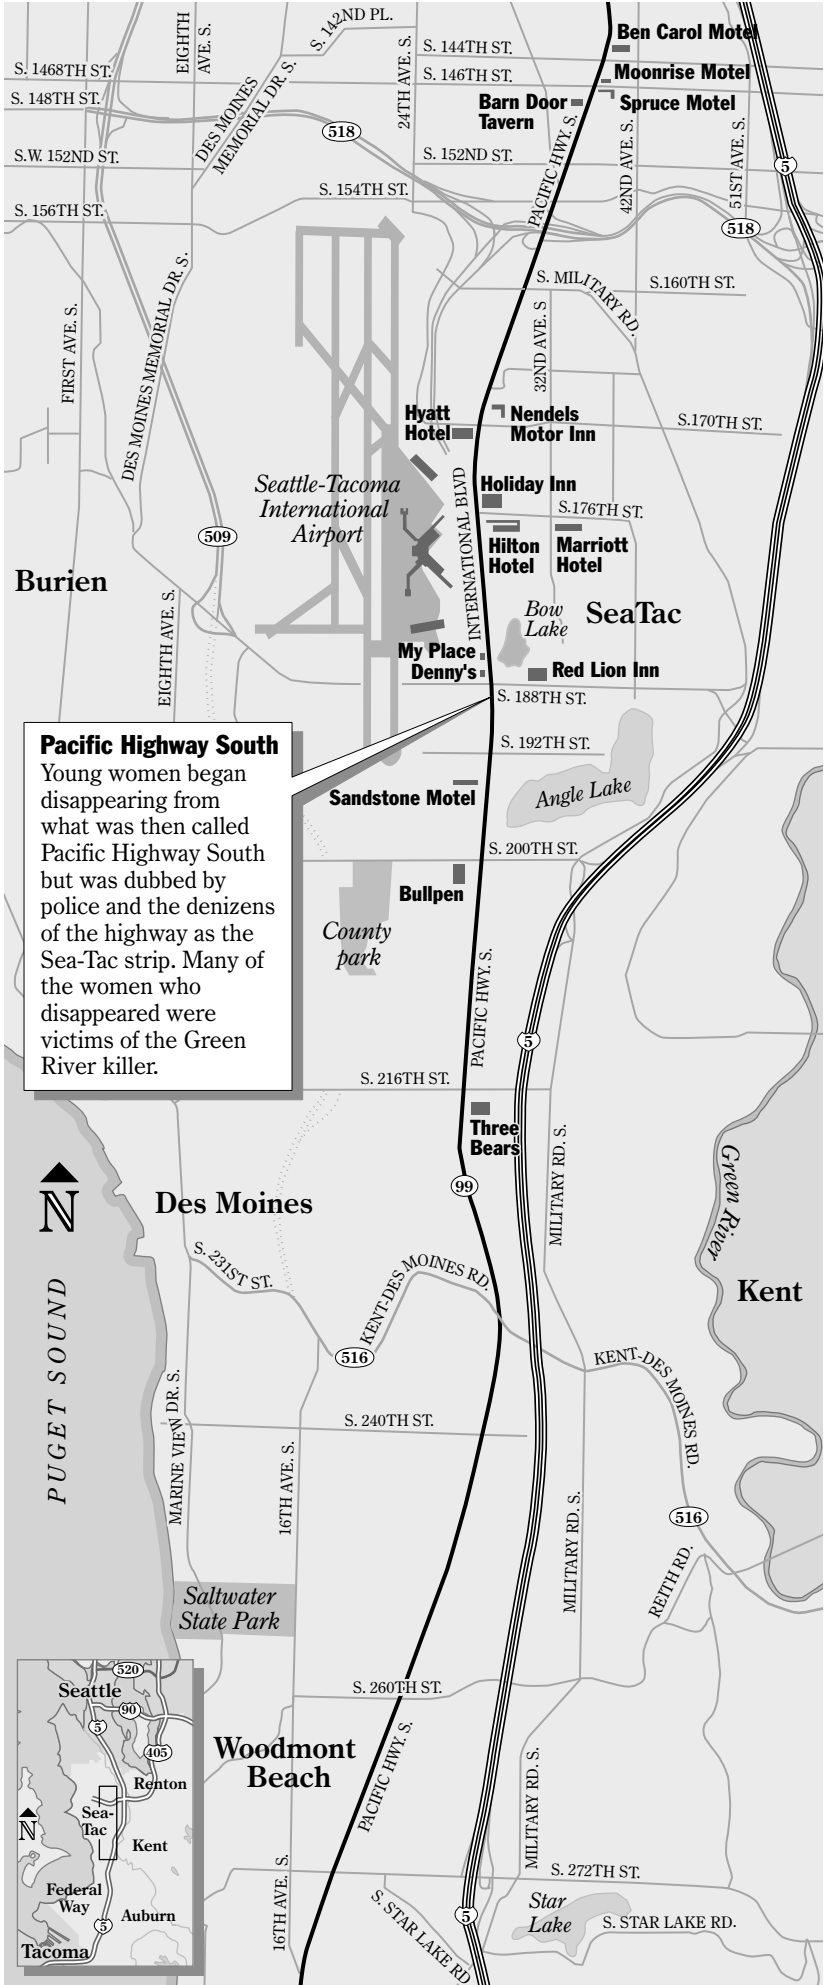 S. 142ND PL.
EIGHTH
AVE. S.
Ben Carol Motel
S. 144TH ST.
S. 1468TH ST.
24TH AVE. S.
S. 146TH ST.
Moonrise Motel
S. 148TH ST.
DES MOINES
MEMORIAL DR. S.
Barn Door
Tavern
Spruce Motel
518
PACIFIC HWY. S.
42ND AVE. S.
51ST AVE. S.
5
S.W. 152ND ST.
S. 152ND ST.
S. 154TH ST.
S. 156TH ST.
518
S. MILITARY RD.
S.160TH ST.
FIRST AVE. S.
DES MOINES MEMORIAL DR. S.
32ND AVE. S
Hyatt
Hotel
Nendels
Motor Inn
S.170TH ST.
Seattle-Tacoma
International
Airport
INTERNATIONAL BLVD
Holiday Inn
S.176TH ST.
509
Hilton
Hotel
Marriott
Hotel
Burien
EIGHTH AVE. S.
Bow
Lake
SeaTac
My Place
Denny's
Red Lion Inn
S. 188TH ST.
Pacific Highway South
Young women began
disappearing from
what was then called
Pacific Highway South
but was dubbed by
police and the denizens
of the highway as the
Sea-Tac strip. Many of
the women who
disappeared were
victims of the Green
River killer.
S. 192TH ST.
Sandstone Motel
Angle Lake
S. 200TH ST.
Bullpen
County
park
PACIFIC HWY. S.
5
S. 216TH ST.
Three
Bears
MILITARY RD. S.
Green River
N
99
Des Moines
S. 231ST ST.
KENT-DES MOINES RD.
Kent
PUGET SOUND
516
KENT-DES MOINES RD.
MARINE VIEW DR. S.
S. 240TH ST.
16TH AVE. S.
MILITARY RD. S.
516
REITH RD.
Saltwater
State Park
S. 260TH ST.
Woodmont
Beach
PACIFIC HWY. S.
MILITARY RD. S.
16TH AVE. S.
S. 272TH ST.
S. STAR LAKE RD
5
Star
Lake
S. STAR LAKE RD.
520
Seattle
90
5
405
Renton
Sea-
Tac
N
Kent
Federal
Way
Auburn
5
Tacoma